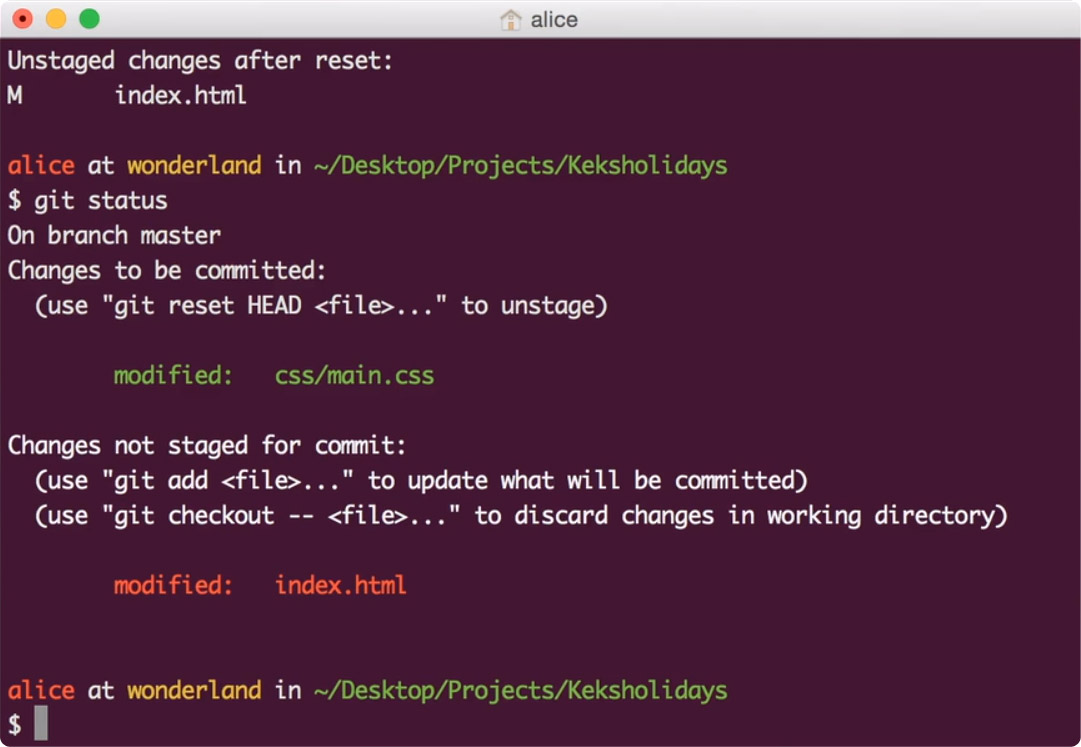 alice
Unstaged changes after reset:
M       index.html
alice at wonderland in ~/Desktop/Projects/Keksholidays
$ git status
On branch master
Changes to be committed:
  (use "git reset HEAD <file>..." to unstage)
        modified:   css/main.css
Changes not staged for commit:
  (use "git add <file>..." to update what will be committed)
  (use "git checkout -- <file>..." to discard changes in working directory)
        modified:   index.html
alice at wonderland in ~/Desktop/Projects/Keksholidays
$